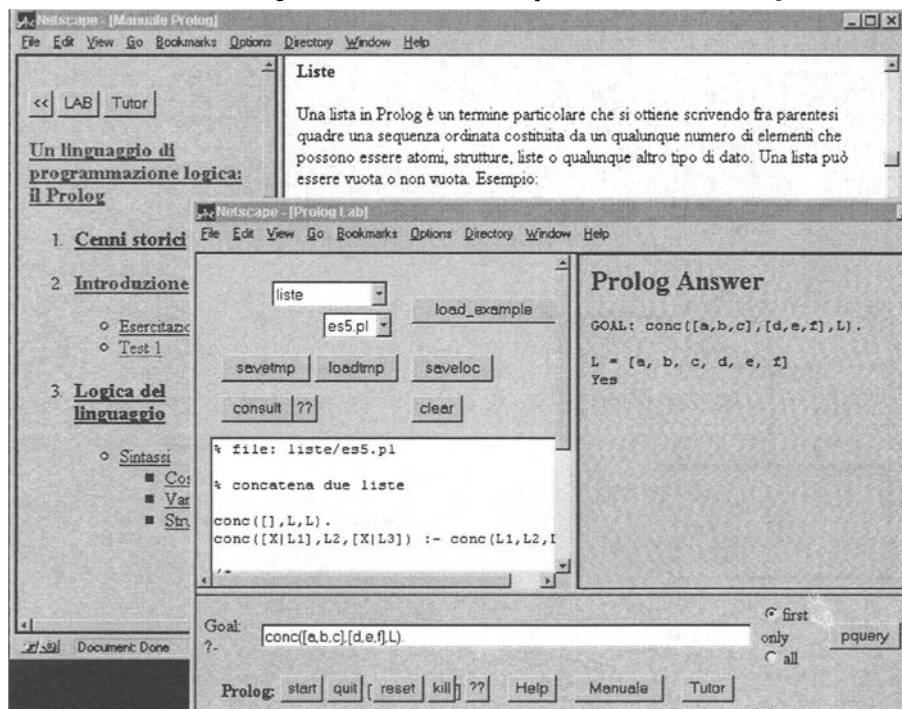 Netscape - [Manuale Prolog]
File Edit View Go Bookmarks Options Directory Window Help
<< LAB Tutor
Un linguaggio di
programmazione logica:
il Prolog
1. Cenni storici
2. Introduzione
Test 1
3. Logica del
linguaggio
Sintassi
Liste
Una lista in Prolog è un termine particolare che si ottiene scrivendo fra parentesi
quadre una sequenza ordinata costituita da un qualunque numero di elementi che
possono essere atomi, strutture, liste o qualunque altro tipo di dato. Una lista può
essere vuota o non vuota. Esempio:
Document: Done
Netscape - [Prolog Lab]
File Edit View Go Bookmarks Options Directory Window Help
liste
es5.pl
load_example
savetmp loadtmp saveloc
consult ?? clear
% file: liste/es5.pl
% concatena due liste
conc([],L,L).
conc([X|L1],L2,[X|L3]) :- conc(L1,L2,
Prolog Answer
GOAL: conc([a,b,c],[d,e,f],L).
L = [a, b, c, d, e, f]
Yes
Goal:
?- conc([a,b,c],[d,e,f],L).
first
only
all
pquery
Prolog: start quit [ reset kill ] ?? Help Manuale Tutor